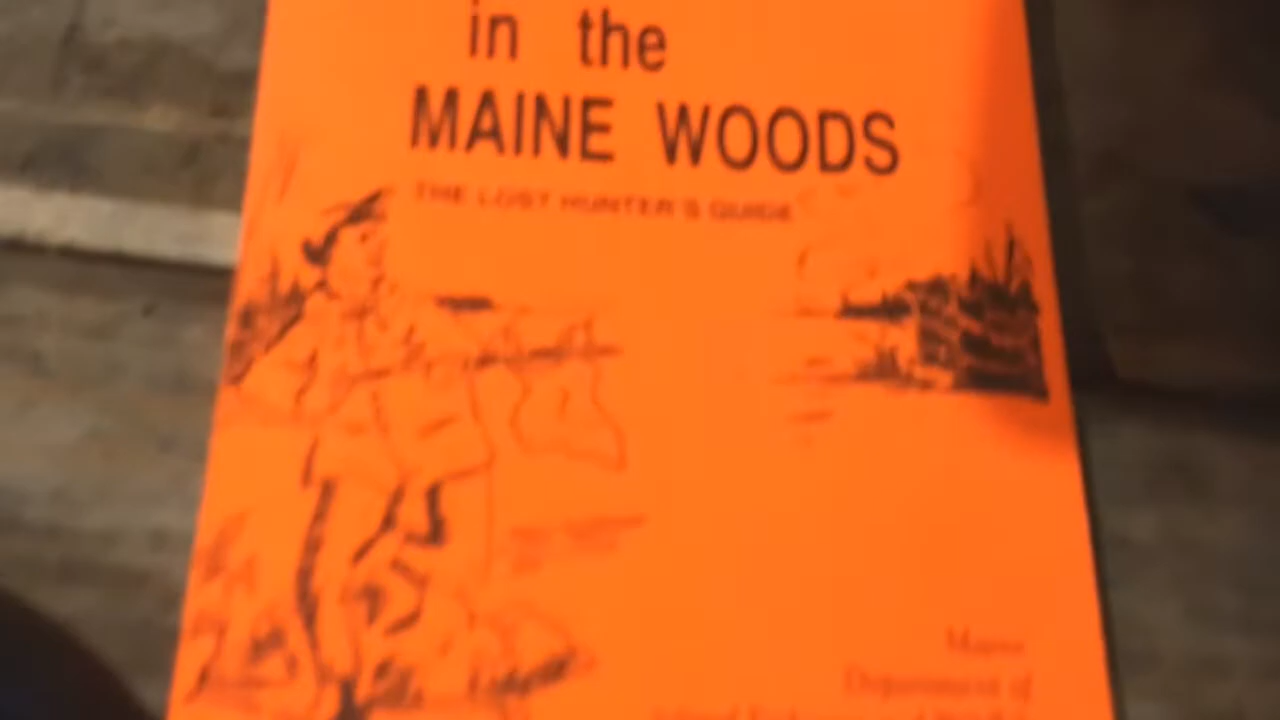 in the
MAINE WOODS
THE LOST HUNTER'S GUIDE
Maine
Department of